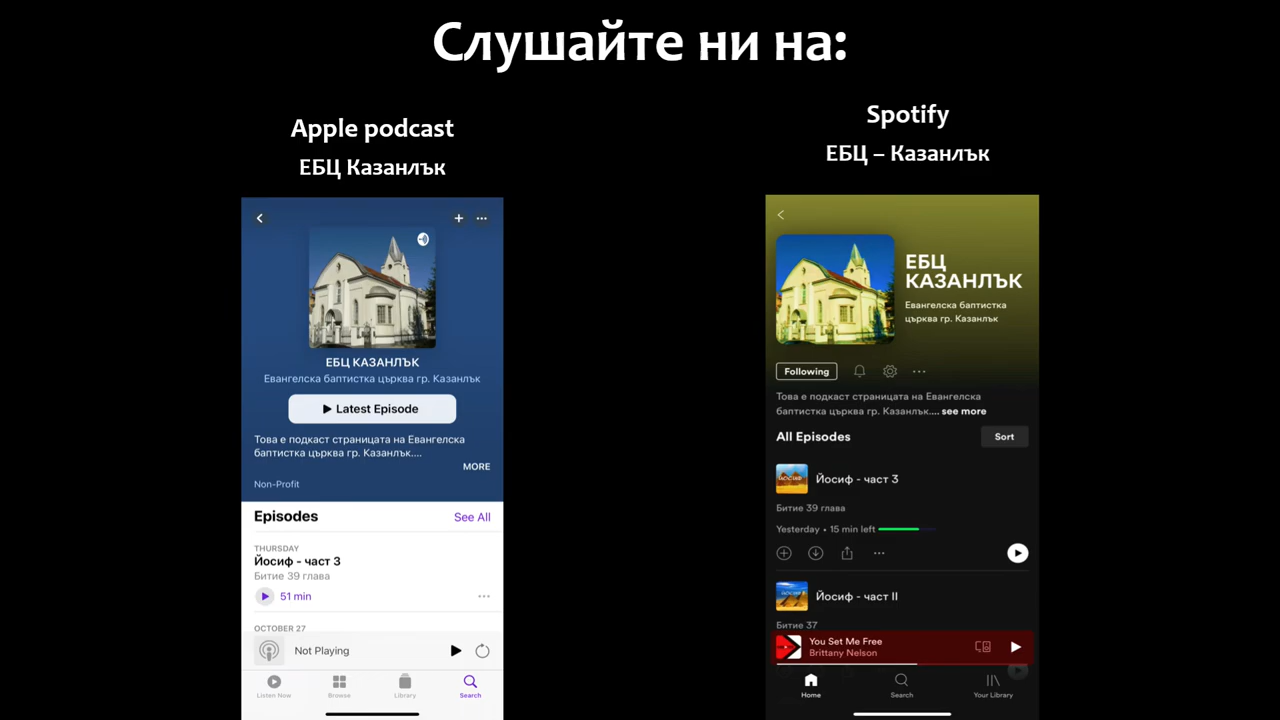 Слушайте ни на:
Apple podcast
ЕБЦ Казанлък
ЕБЦ КАЗАНЛЪК
Евангелска баптистка църква гр. Казанлък
Latest Episode
Това е подкаст страницата на Евангелска
баптистка църква гр. Казанлък....
MORE
Non-Profit
Episodes
See All
THURSDAY
Йосиф - част 3
Битие 39 глава
51 min
OCTOBER 27
Not Playing
Listen Now
Browse
Library
Search
Spotify
ЕБЦ – Казанлък
ЕБЦ
КАЗАНЛЪК
Евангелска баптистка
църква гр. Казанлък
Following
Това е подкаст страницата на Евангелска
баптистка църква гр. Казанлък.... see more
All Episodes
Sort
Йосиф - част 3
Битие 39 глава
Yesterday • 15 min left
Йосиф - част II
Битие 37
You Set Me Free
Brittany Nelson
Home
Search
Your Library